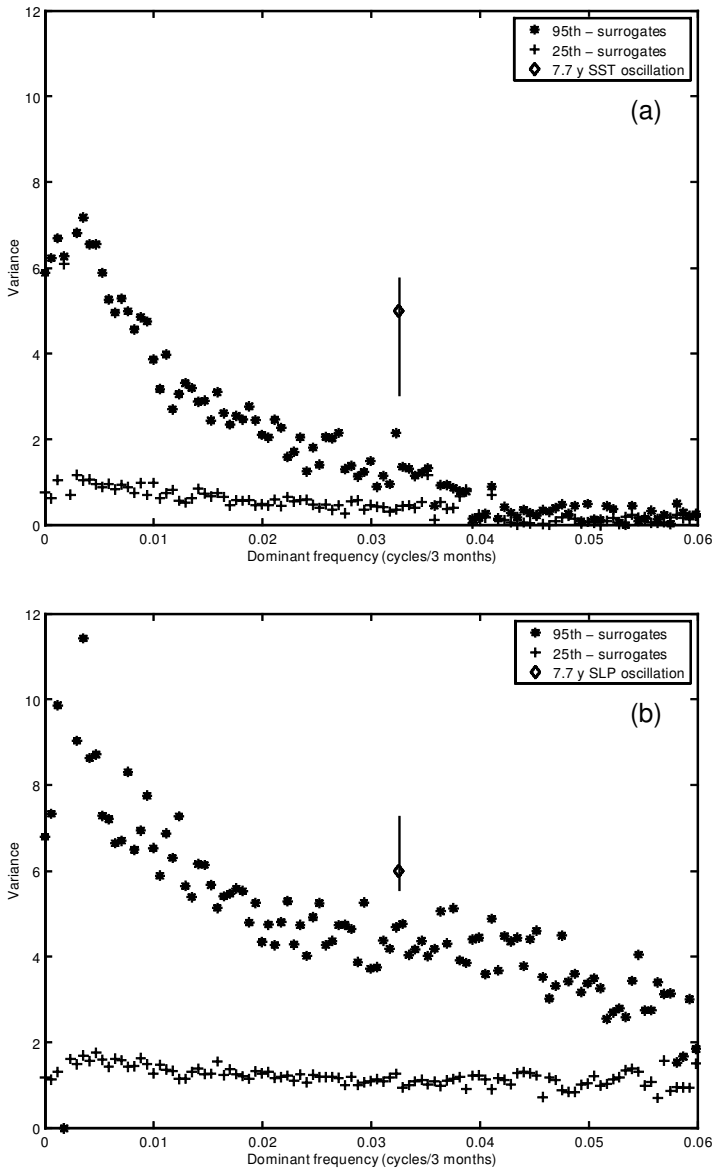 12
95th – surrogates
25th – surrogates
7.7 y SST oscillation
(a)
10
8
6
4
2
0
Variance
0 0.01 0.02 0.03 0.04 0.05 0.06
Dominant frequency (cycles/3 months)
12
95th – surrogates
25th – surrogates
7.7 y SLP oscillation
(b)
10
8
6
4
2
0
Variance
0 0.01 0.02 0.03 0.04 0.05 0.06
Dominant frequency (cycles/3 months)